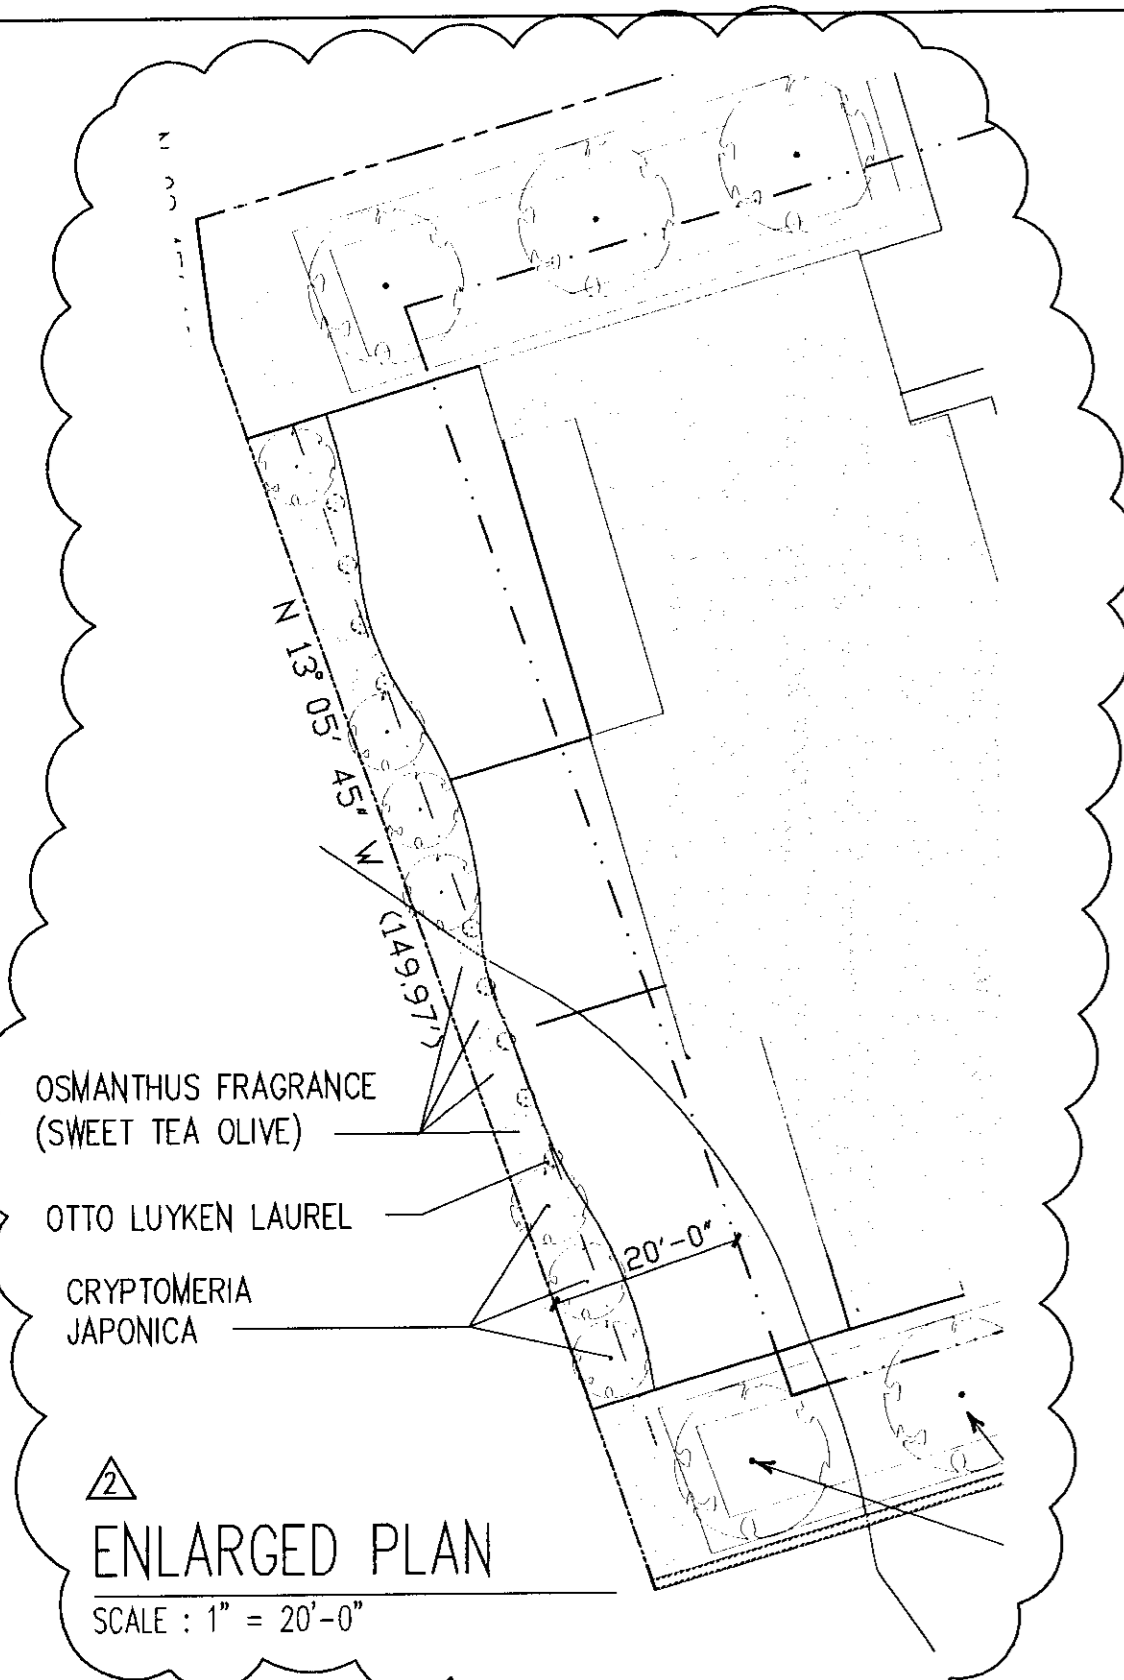 N 13° 05' 45" W (149.97')
OSMANTHUS FRAGRANCE
(SWEET TEA OLIVE)
OTTO LUYKEN LAUREL
20'-0"
CRYPTOMERIA
JAPONICA
2
ENLARGED PLAN
SCALE : 1" = 20'-0"